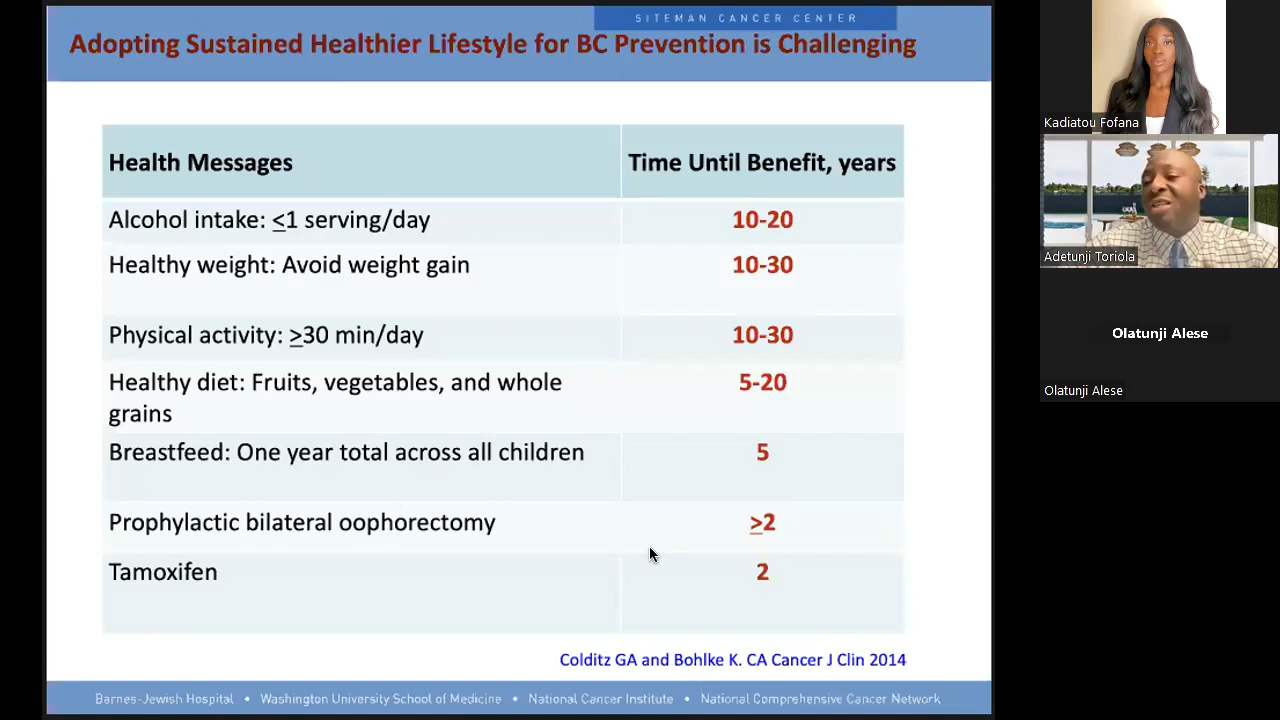 SITEMAN CANCER CENTER
Adopting Sustained Healthier Lifestyle for BC Prevention is Challenging
Health Messages Time Until Benefit, years
Alcohol intake: ≤1 serving/day 10-20
Healthy weight: Avoid weight gain 10-30
Physical activity: ≥30 min/day 10-30
Healthy diet: Fruits, vegetables, and whole 5-20
grains
Breastfeed: One year total across all children 5
Prophylactic bilateral oophorectomy ≥2
Tamoxifen 2
Colditz GA and Bohlke K. CA Cancer J Clin 2014
Barnes-Jewish Hospital • Washington University School of Medicine • National Cancer Institute • National Comprehensive Cancer Network
Kadiatou Fofana
Adetunji Toriola
Olatunji Alese
Olatunji Alese